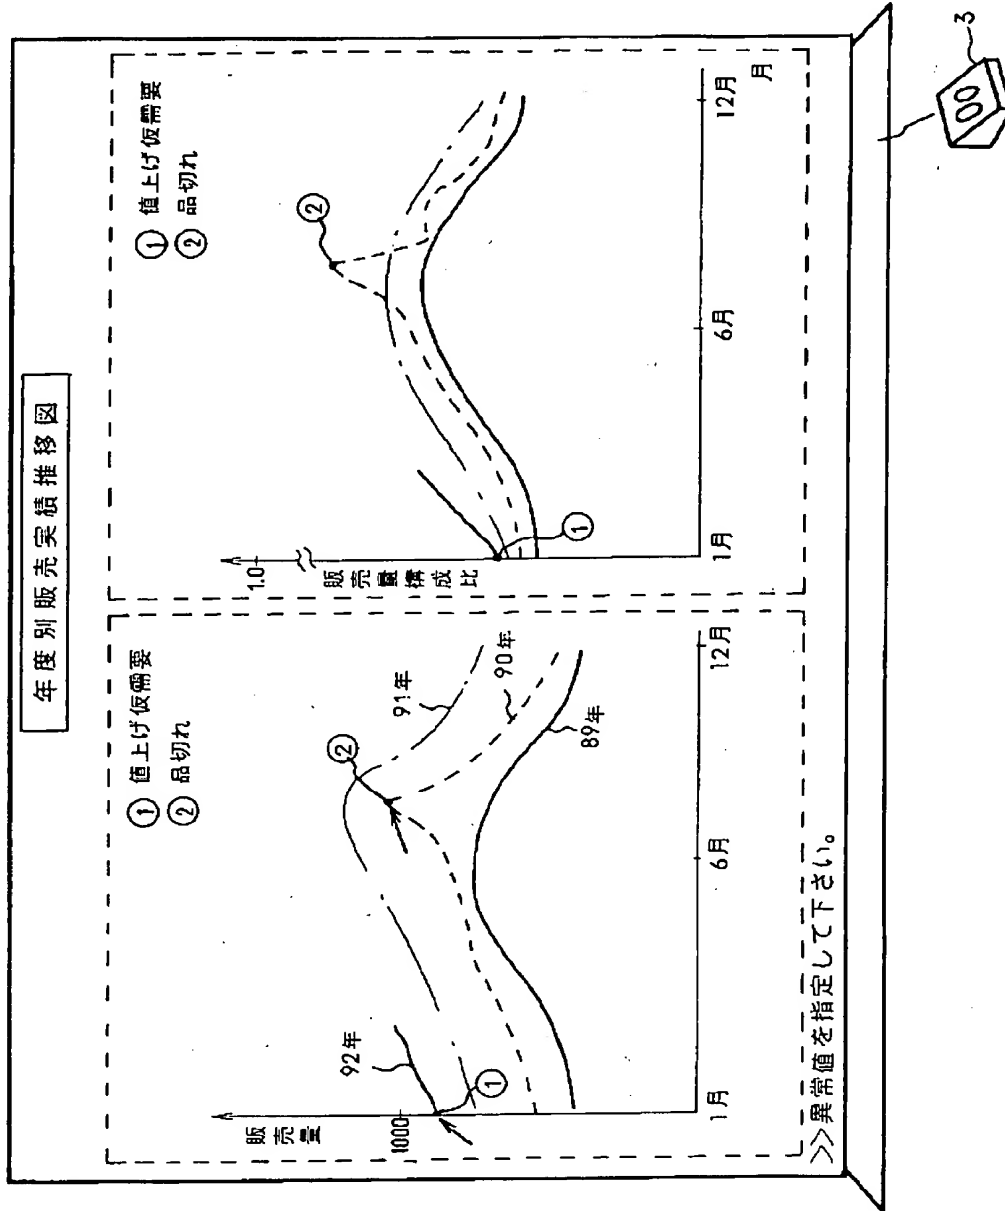 年度別販売実績推移図
① 値上げ仮需要
② 品切れ
販売量
1000
92年
91年
90年
89年
①
②
1月
6月
12月
① 値上げ仮需要
② 品切れ
1.0
販売量構成比
①
②
1月
6月
12月
月
>>異常値を指定して下さい。
3